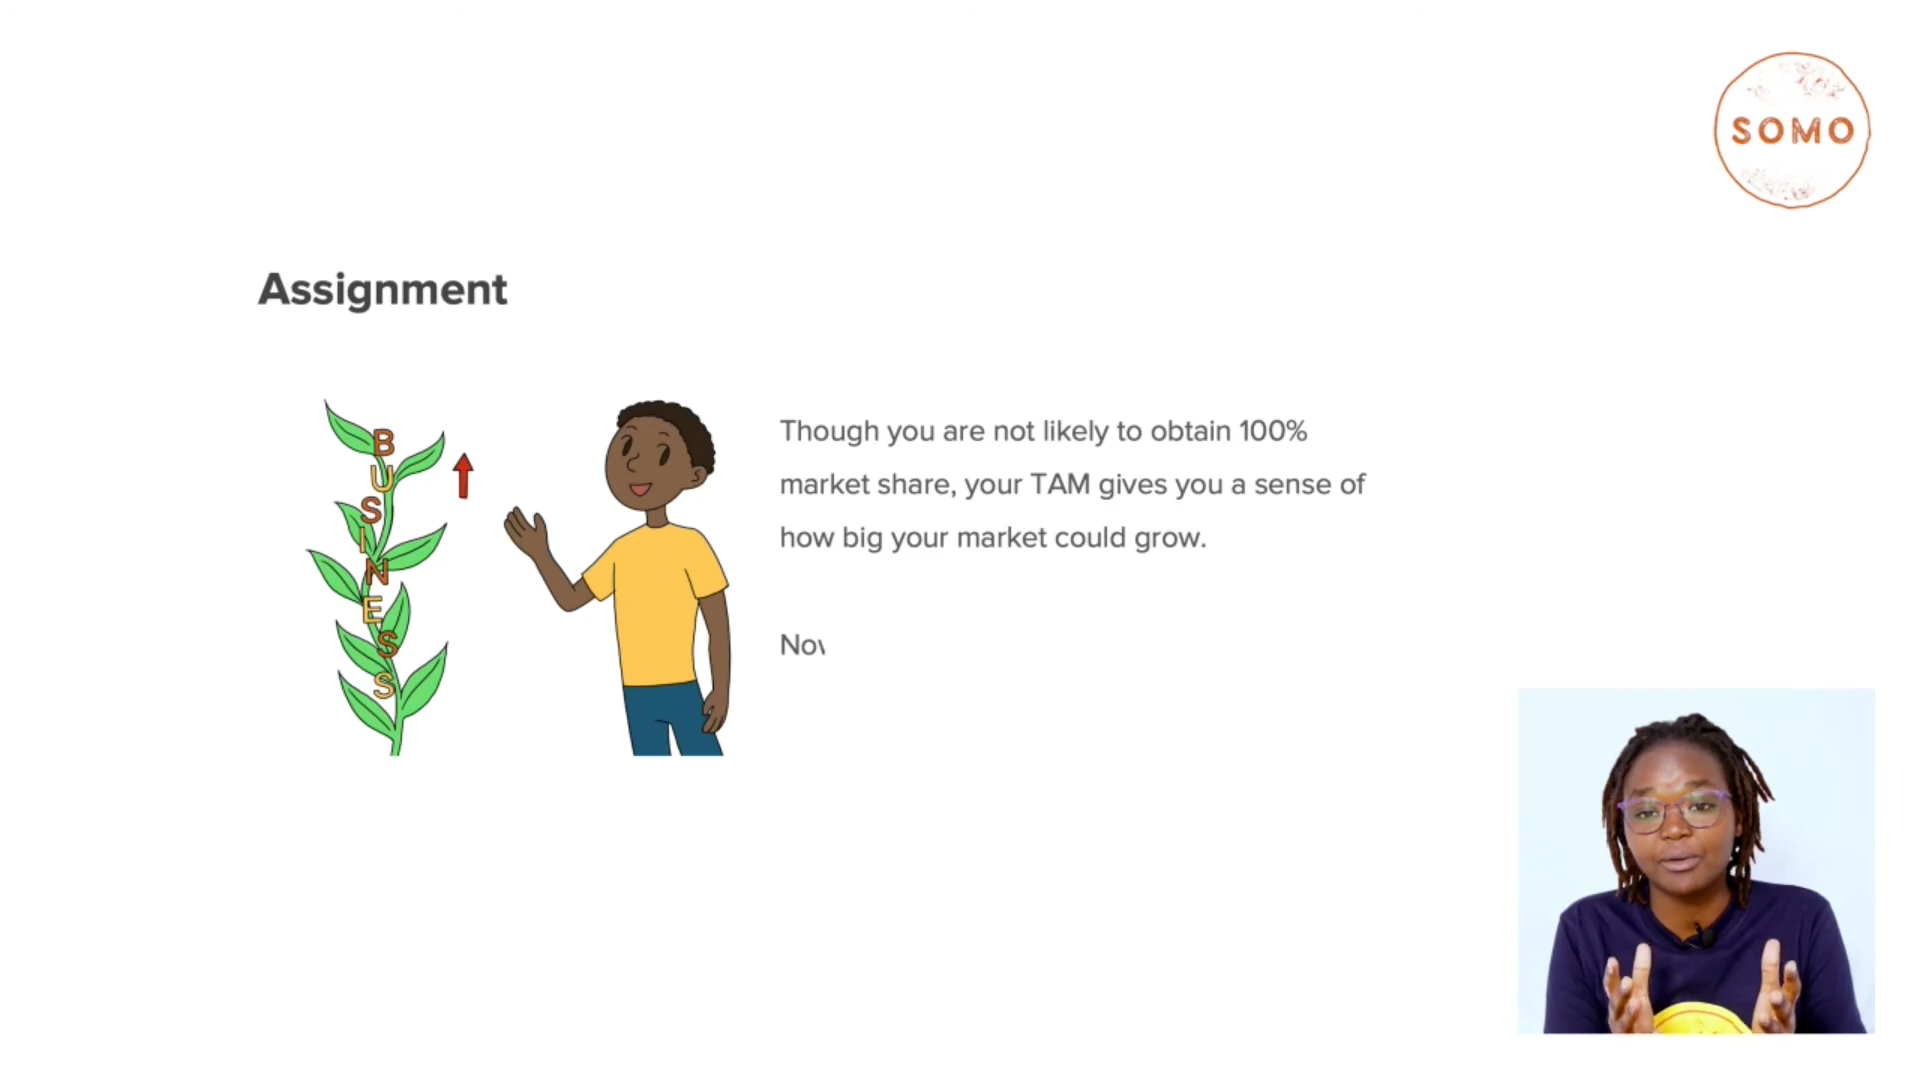 SOMO
Assignment
BUSINESS
Though you are not likely to obtain 100%
market share, your TAM gives you a sense of
how big your market could grow.